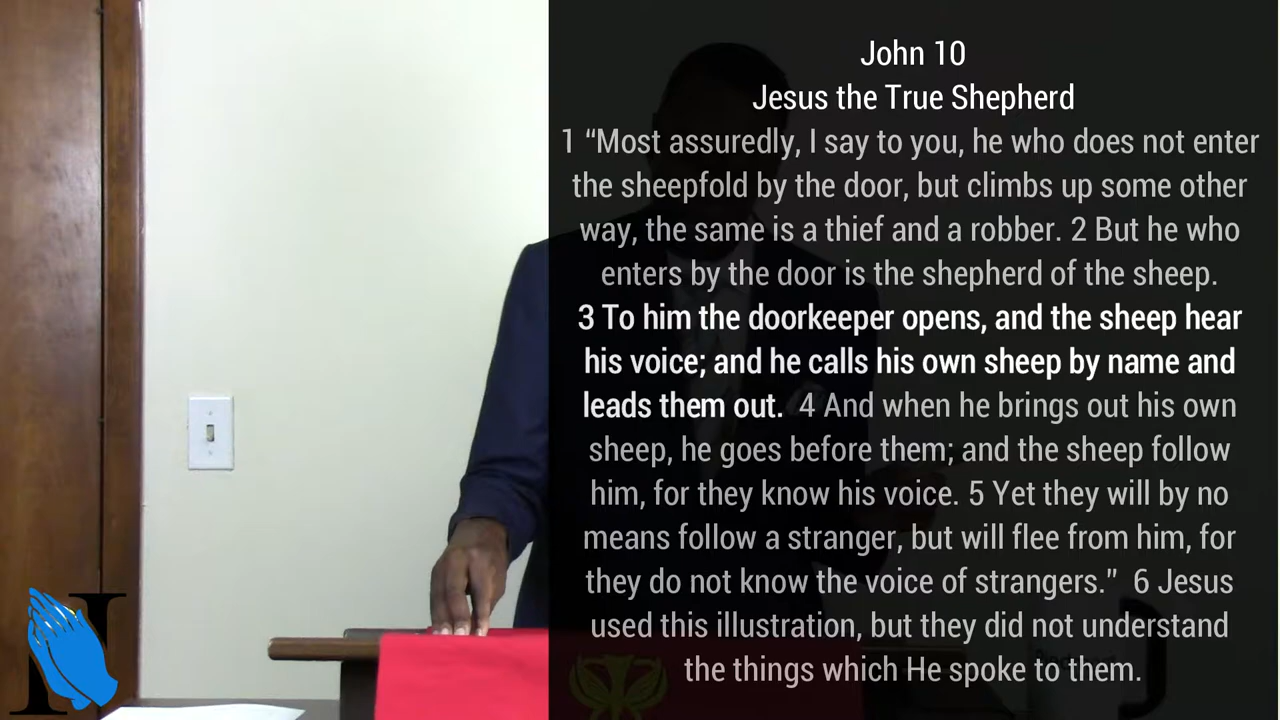 John 10
Jesus the True Shepherd
1 “Most assuredly, I say to you, he who does not enter
the sheepfold by the door, but climbs up some other
way, the same is a thief and a robber. 2 But he who
enters by the door is the shepherd of the sheep.
3 To him the doorkeeper opens, and the sheep hear
his voice; and he calls his own sheep by name and
leads them out. 4 And when he brings out his own
sheep, he goes before them; and the sheep follow
him, for they know his voice. 5 Yet they will by no
means follow a stranger, but will flee from him, for
they do not know the voice of strangers.” 6 Jesus
used this illustration, but they did not understand
the things which He spoke to them.